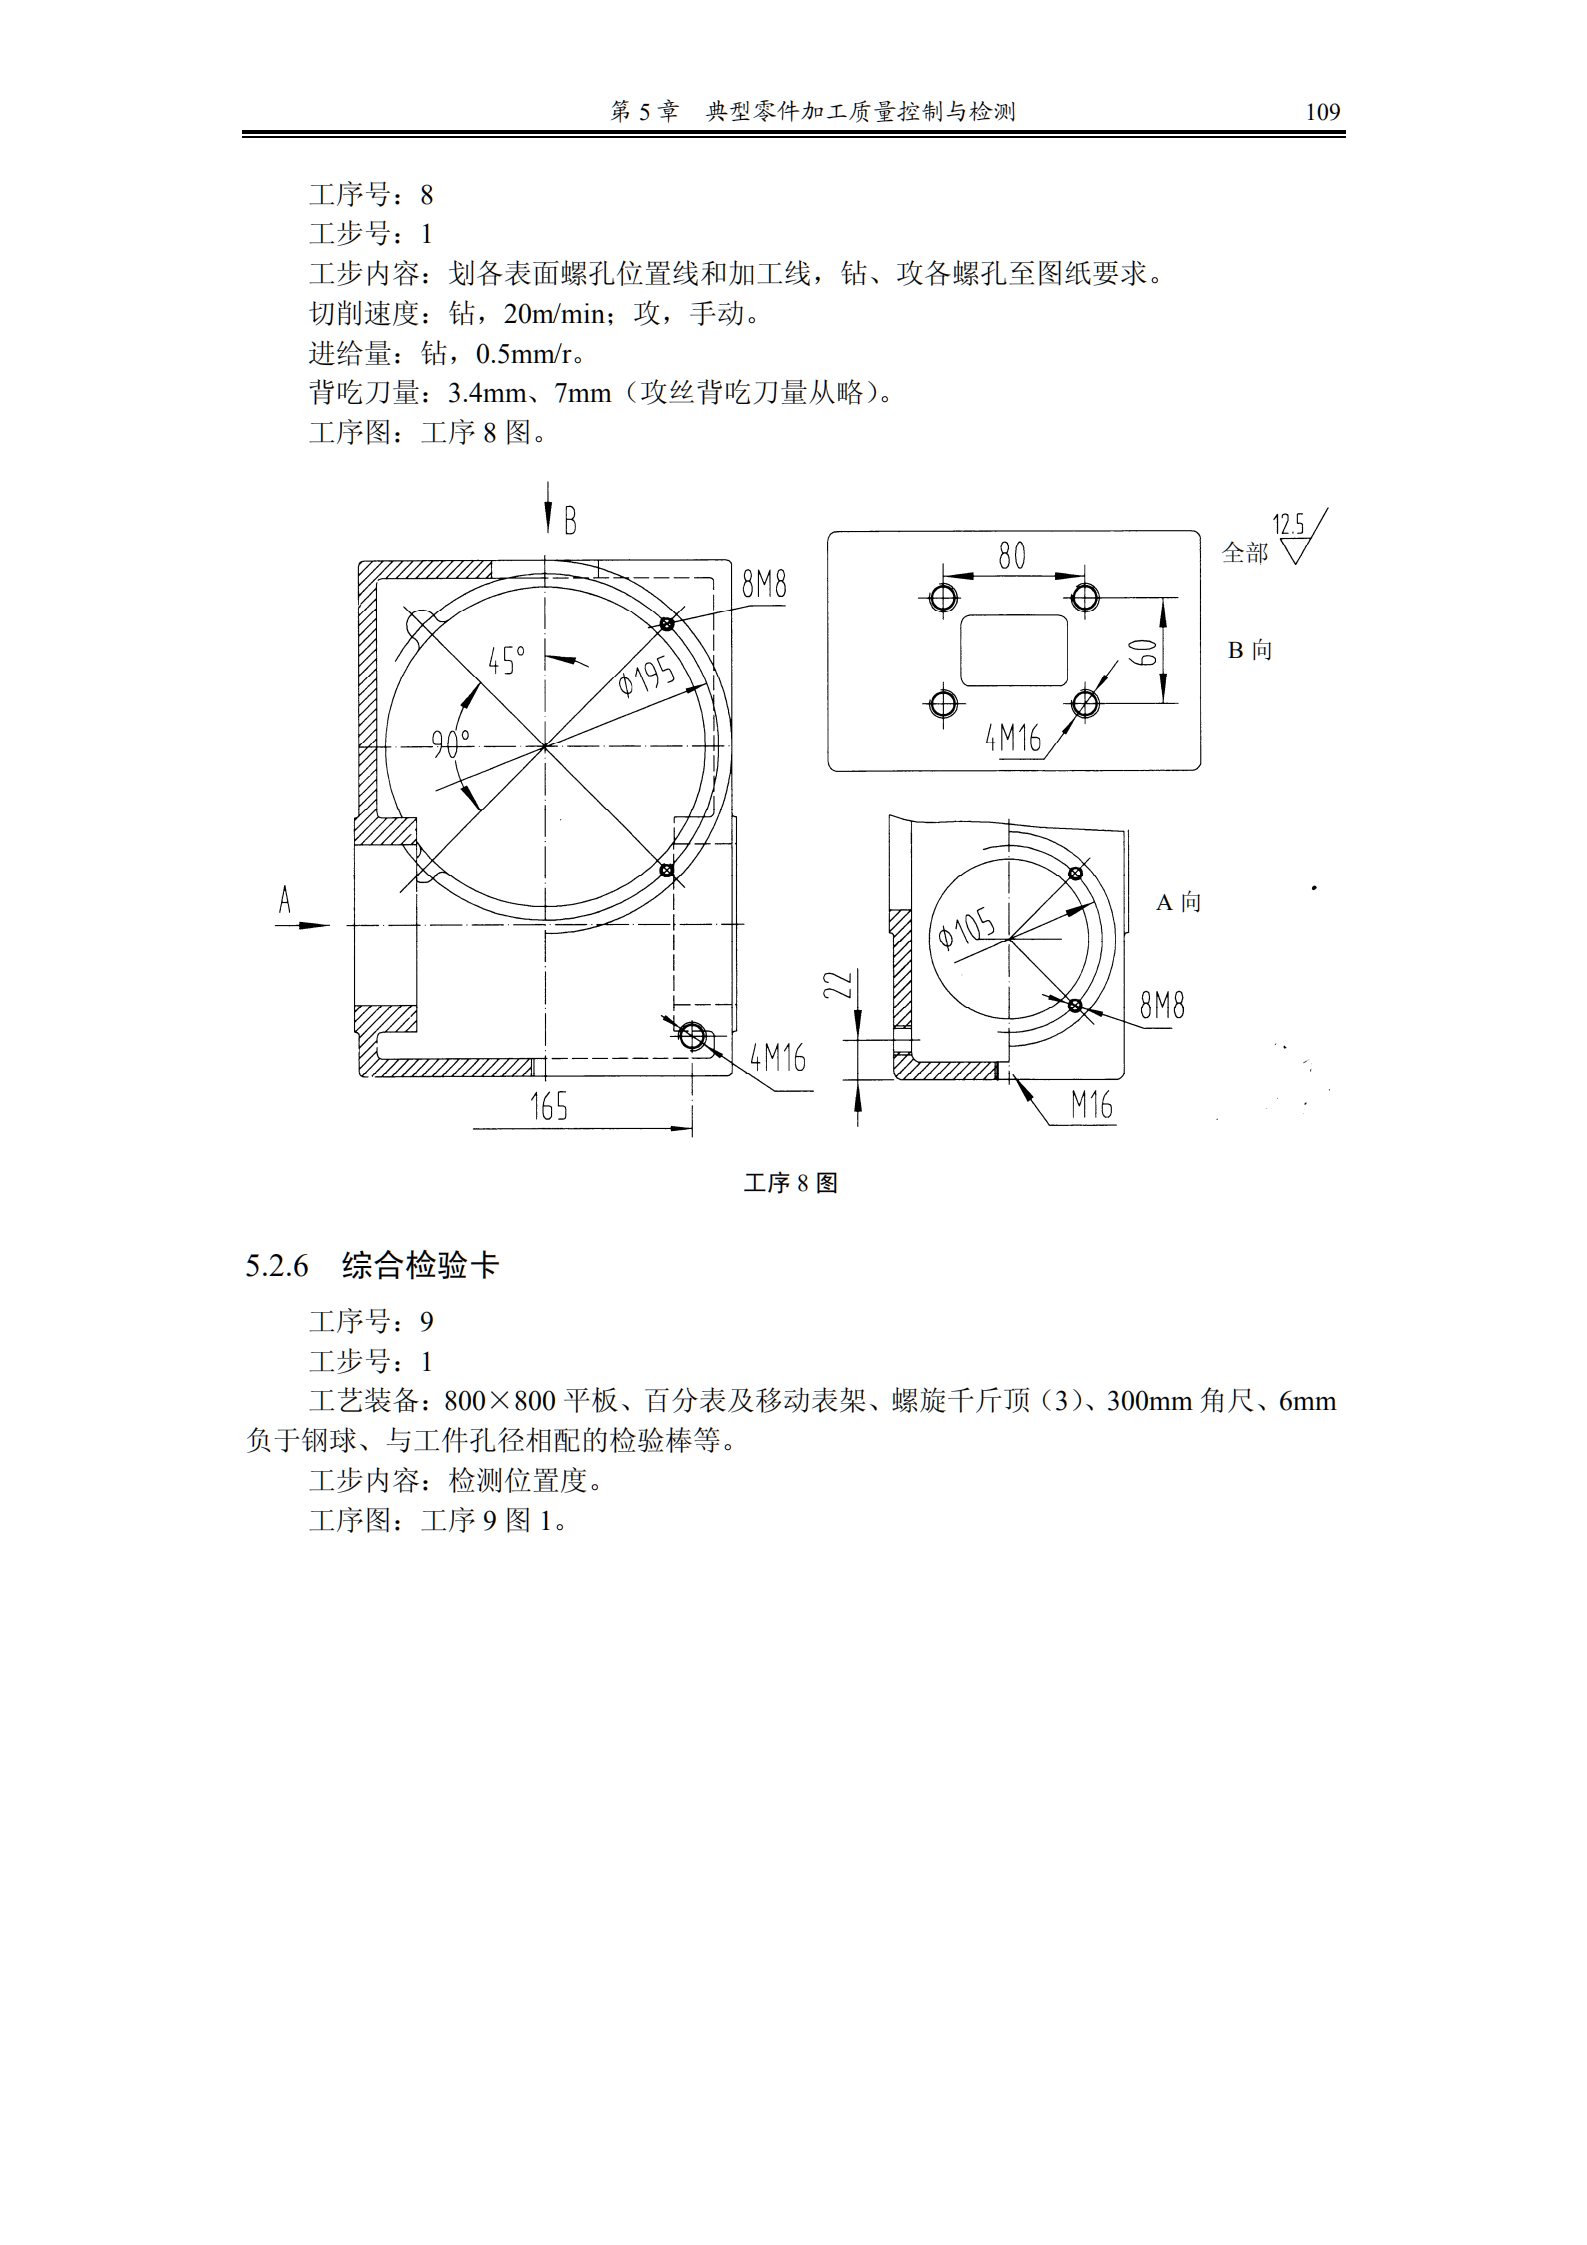 第 5 章 典型零件加工质量控制与检测 109
工序号：8
工步号：1
工步内容：划各表面螺孔位置线和加工线，钻、攻各螺孔至图纸要求。
切削速度：钻，20m/min；攻，手动。
进给量：钻，0.5mm/r。
背吃刀量：3.4mm、7mm（攻丝背吃刀量从略）。
工序图：工序 8 图。
B
8M8
45°
ϕ195
90°
A
4M16
165
80
60
4M16
12.5
全部
B 向
A 向
ϕ105
22
8M8
M16
工序 8 图
5.2.6 综合检验卡
工序号：9
工步号：1
工艺装备：800×800 平板、百分表及移动表架、螺旋千斤顶（3）、300mm 角尺、6mm
负于钢球、与工件孔径相配的检验棒等。
工步内容：检测位置度。
工序图：工序 9 图 1。